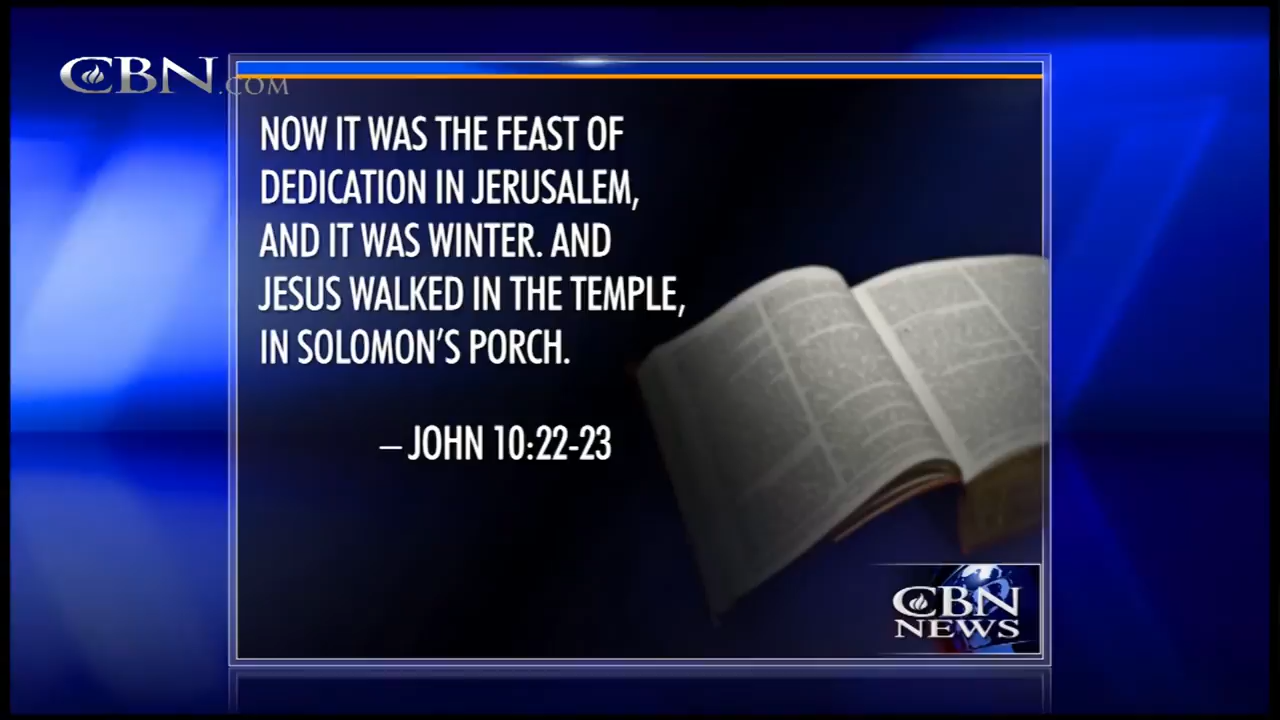 CBN.COM
NOW IT WAS THE FEAST OF
DEDICATION IN JERUSALEM,
AND IT WAS WINTER. AND
JESUS WALKED IN THE TEMPLE,
IN SOLOMON'S PORCH.
– JOHN 10:22-23
CBN
NEWS